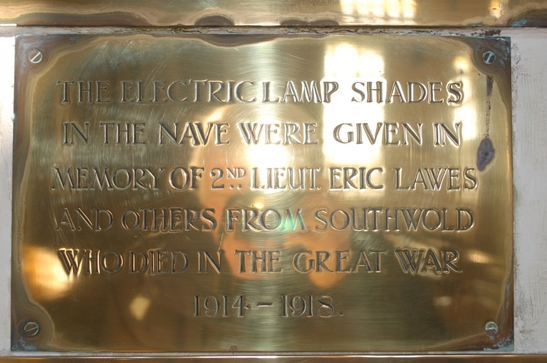 THE ELECTRIC LAMP SHADES
IN THE NAVE WERE GIVEN IN
MEMORY OF 2ND LIEUT. ERIC LAWES
AND OTHERS FROM SOUTHWOLD
WHO DIED IN THE GREAT WAR
1914 - 1918.